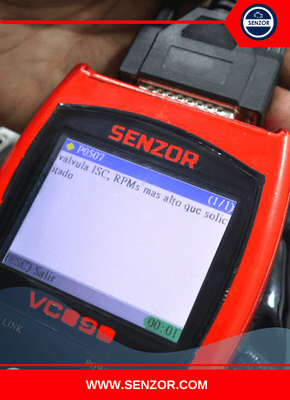 SENZOR
SENZOR
P0507 (1/1)
valvula ISC, RPMs mas alto que solic
itado
(ESC) Salir
00:01
LINK
WWW.SENZOR.COM